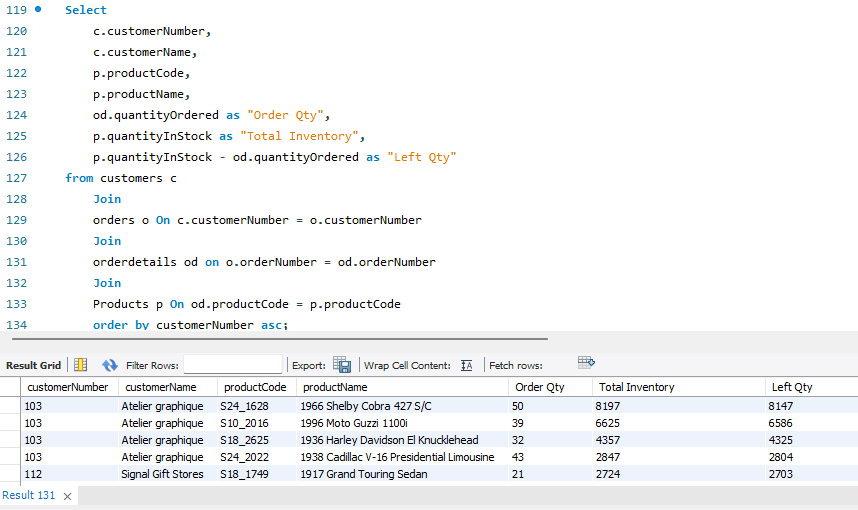 119 Select
120 c.customerNumber,
121 c.customerName,
122 p.productCode,
123 p.productName,
124 od.quantityOrdered as "Order Qty",
125 p.quantityInStock as "Total Inventory",
126 p.quantityInStock - od.quantityOrdered as "Left Qty"
127 from customers c
128 Join
129 orders o On c.customerNumber = o.customerNumber
130 Join
131 orderdetails od on o.orderNumber = od.orderNumber
132 Join
133 Products p On od.productCode = p.productCode
134 order by customerNumber asc;
Result Grid Filter Rows: Export: Wrap Cell Content: IA Fetch rows:
customerNumber customerName productCode productName Order Qty Total Inventory Left Qty
103 Atelier graphique S24_1628 1966 Shelby Cobra 427 S/C 50 8197 8147
103 Atelier graphique S10_2016 1996 Moto Guzzi 1100i 39 6625 6586
103 Atelier graphique S18_2625 1936 Harley Davidson El Knucklehead 32 4357 4325
103 Atelier graphique S24_2022 1938 Cadillac V-16 Presidential Limousine 43 2847 2804
112 Signal Gift Stores S18_1749 1917 Grand Touring Sedan 21 2724 2703
Result 131 ×